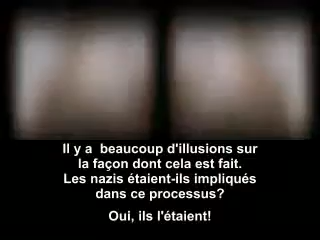 Il y a  beaucoup d'illusions sur
la façon dont cela est fait.
Les nazis étaient-ils impliqués
dans ce processus?
Oui, ils l'étaient!